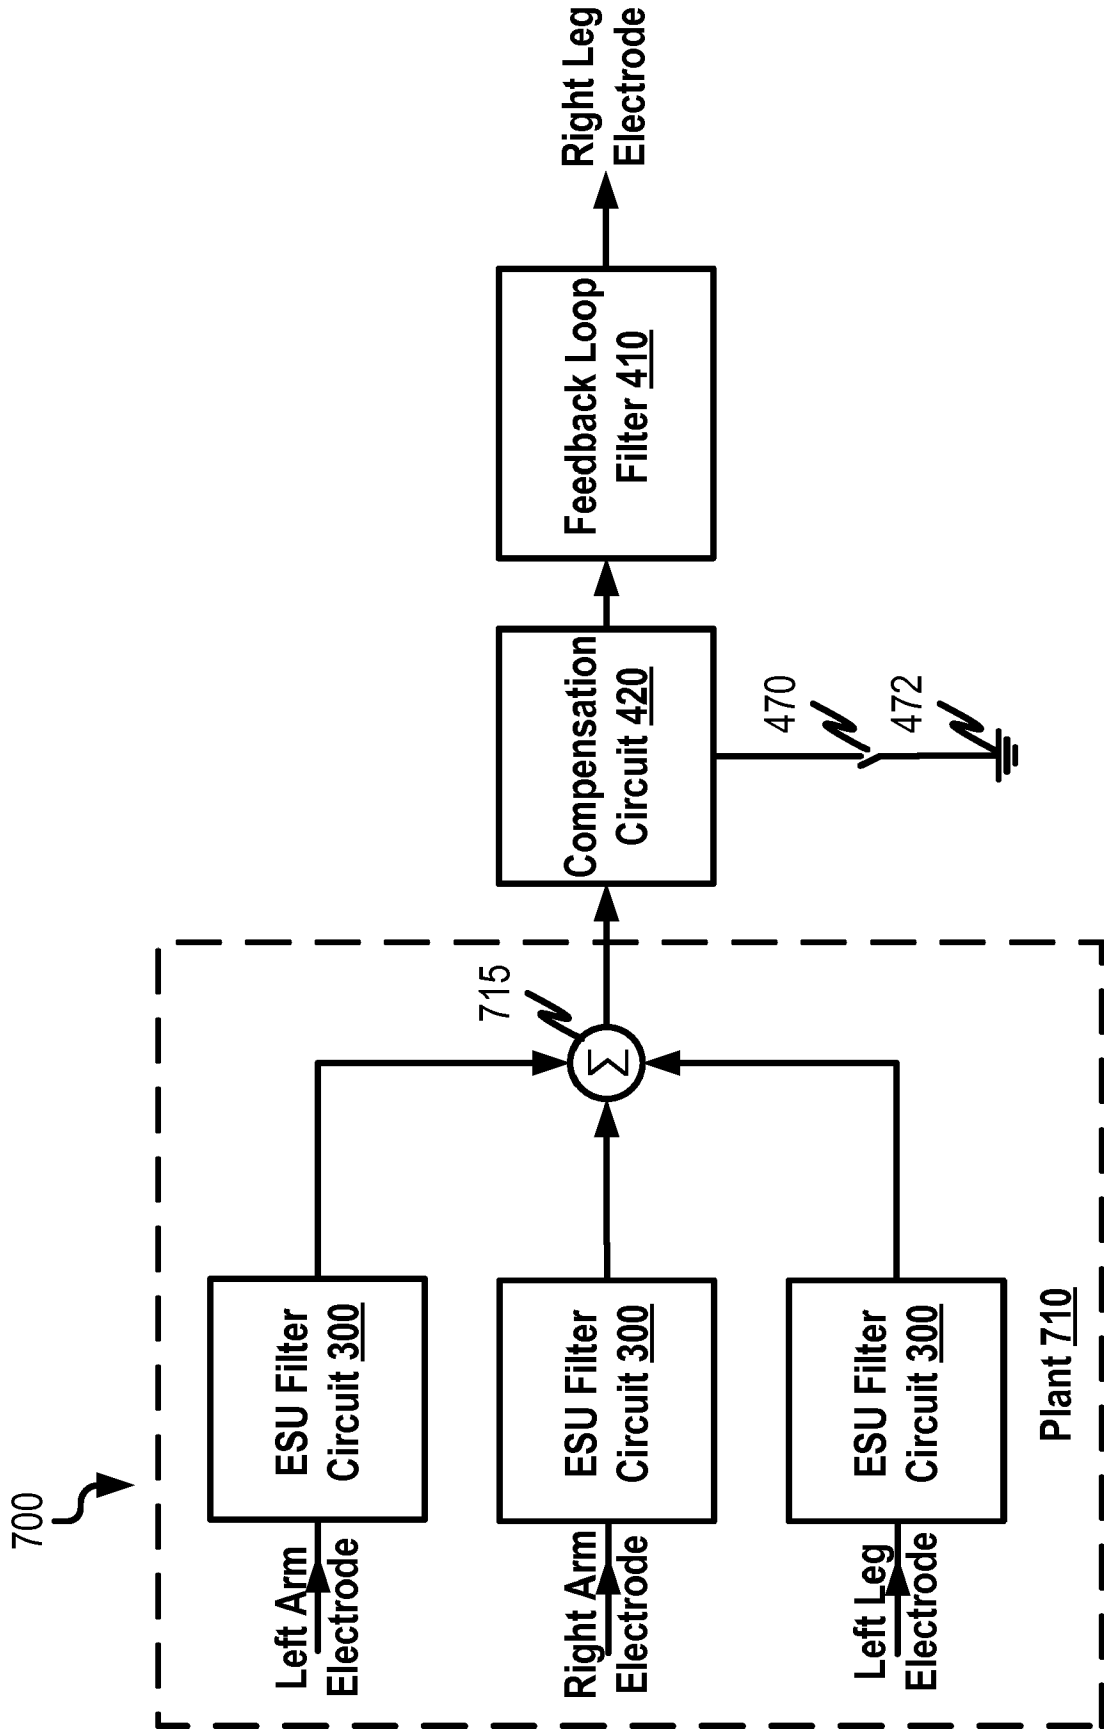 700
Left Arm
Electrode
ESU Filter
Circuit 300
Right Arm
Electrode
ESU Filter
Circuit 300
Left Leg
Electrode
ESU Filter
Circuit 300
Plant 710
715
Σ
Compensation
Circuit 420
470
472
Feedback Loop
Filter 410
Right Leg
Electrode